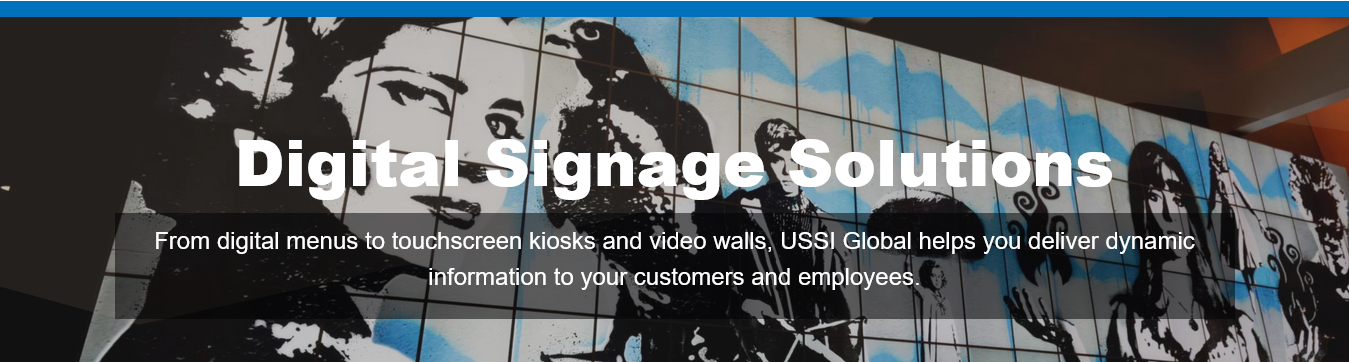 Digital Signage Solutions
From digital menus to touchscreen kiosks and video walls, USSI Global helps you deliver dynamic
information to your customers and employees.